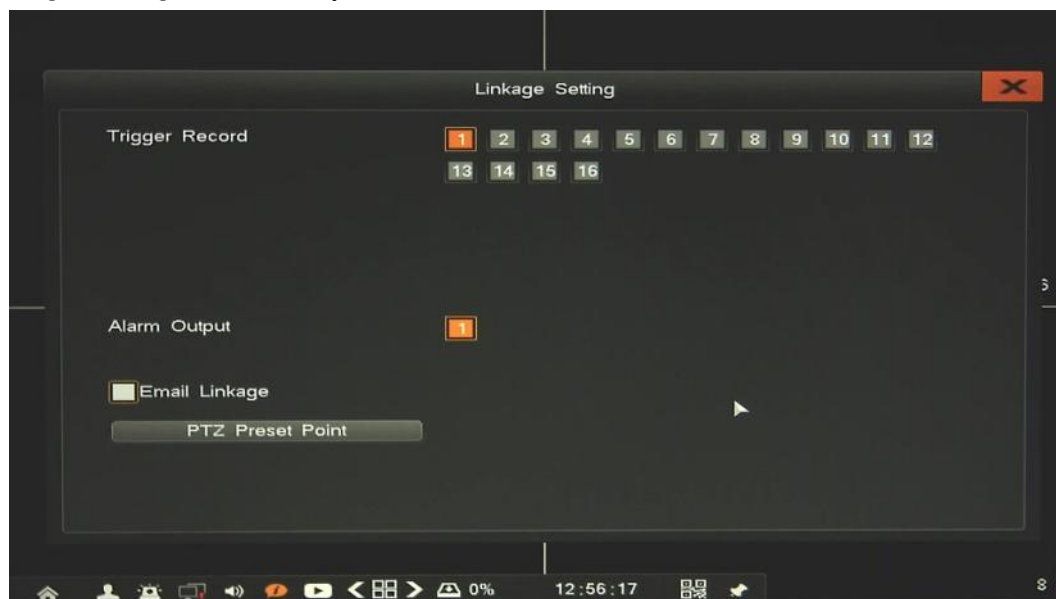 Linkage Setting
Trigger Record 1 2 3 4 5 6 7 8 9 10 11 12
13 14 15 16
Alarm Output 1
Email Linkage
PTZ Preset Point
0% 12:56:17 8